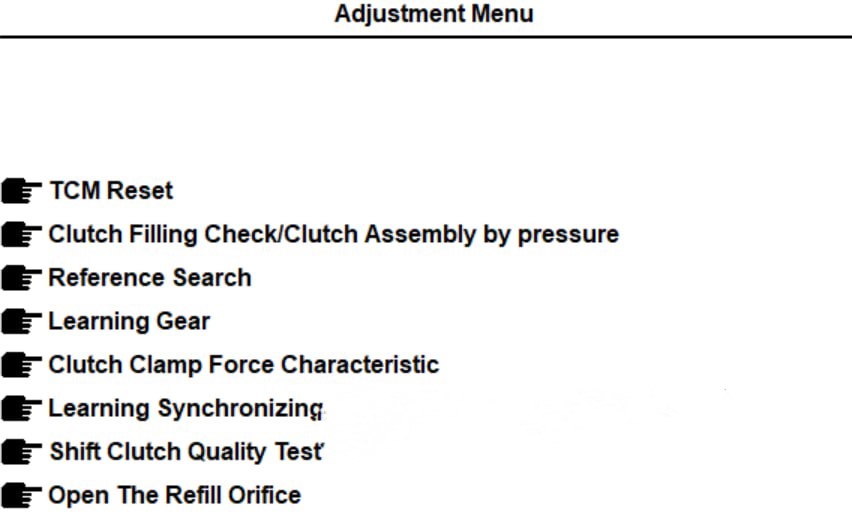 Adjustment Menu
TCM Reset
Clutch Filling Check/Clutch Assembly by pressure
Reference Search
Learning Gear
Clutch Clamp Force Characteristic
Learning Synchronizing
Shift Clutch Quality Test
Open The Refill Orifice